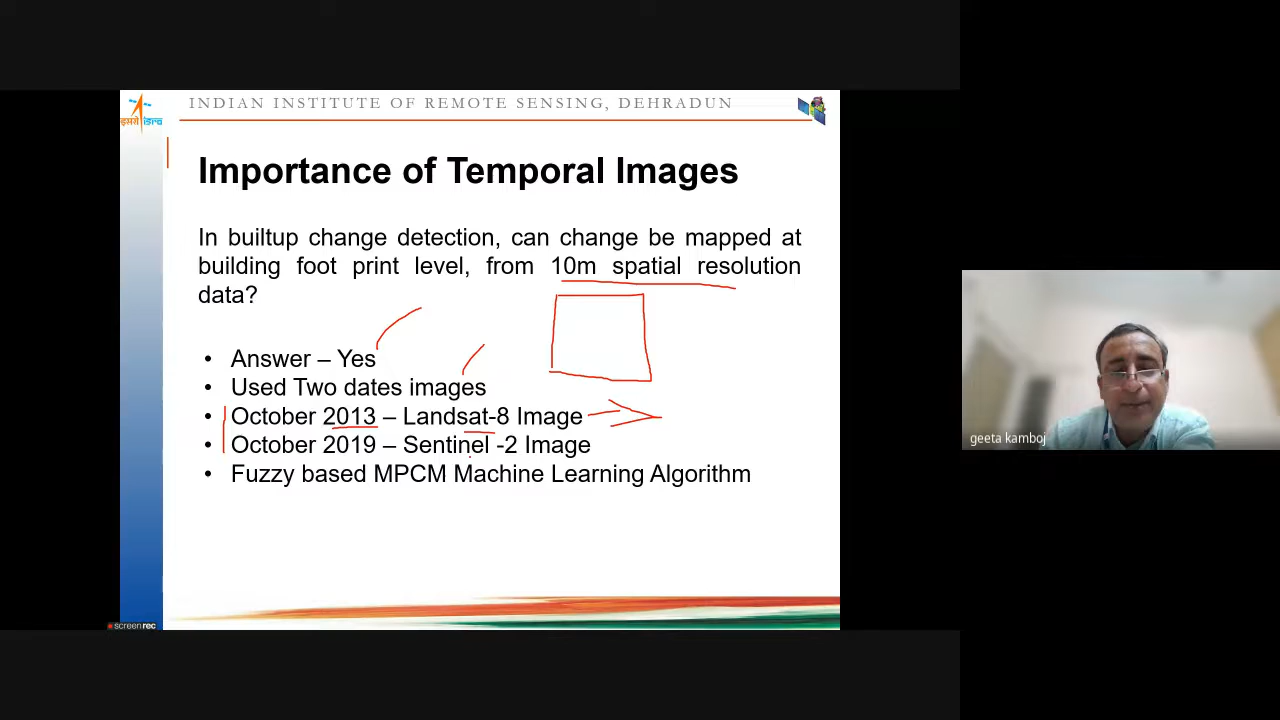 INDIAN INSTITUTE OF REMOTE SENSING, DEHRADUN
इसरो isro
Importance of Temporal Images
In builtup change detection, can change be mapped at
building foot print level, from 10m spatial resolution
data?
• Answer – Yes
• Used Two dates images
• October 2013 – Landsat-8 Image
• October 2019 – Sentinel -2 Image
• Fuzzy based MPCM Machine Learning Algorithm
geeta kamboj
screenrec